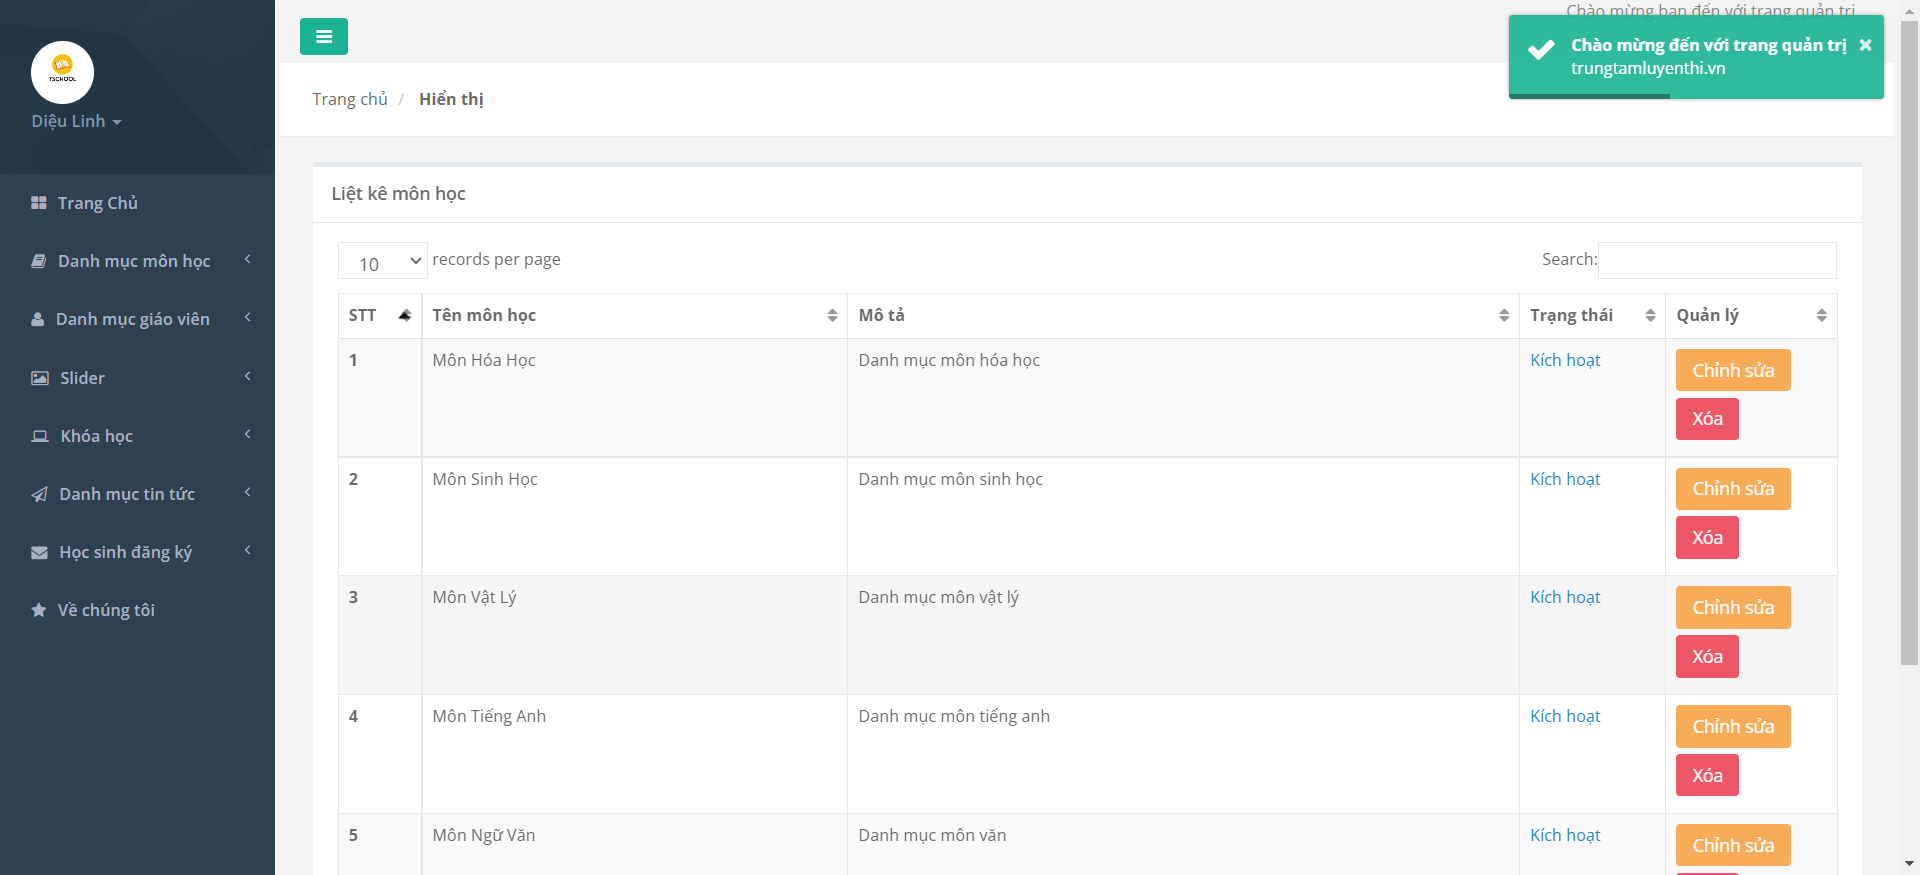 TSCHOOL
Diệu Linh
Trang Chủ
Danh mục môn học
Danh mục giáo viên
Slider
Khóa học
Danh mục tin tức
Học sinh đăng ký
Về chúng tôi
Chào mừng bạn đến với trang quản trị
Chào mừng đến với trang quản trị ×
trungtamluyenthi.vn
Trang chủ / Hiển thị
Liệt kê môn học
10 records per page
Search:
STT Tên môn học Mô tả Trạng thái Quản lý
1 Môn Hóa Học Danh mục môn hóa học Kích hoạt Chỉnh sửa
Xóa
2 Môn Sinh Học Danh mục môn sinh học Kích hoạt Chỉnh sửa
Xóa
3 Môn Vật Lý Danh mục môn vật lý Kích hoạt Chỉnh sửa
Xóa
4 Môn Tiếng Anh Danh mục môn tiếng anh Kích hoạt Chỉnh sửa
Xóa
5 Môn Ngữ Văn Danh mục môn văn Kích hoạt Chỉnh sửa